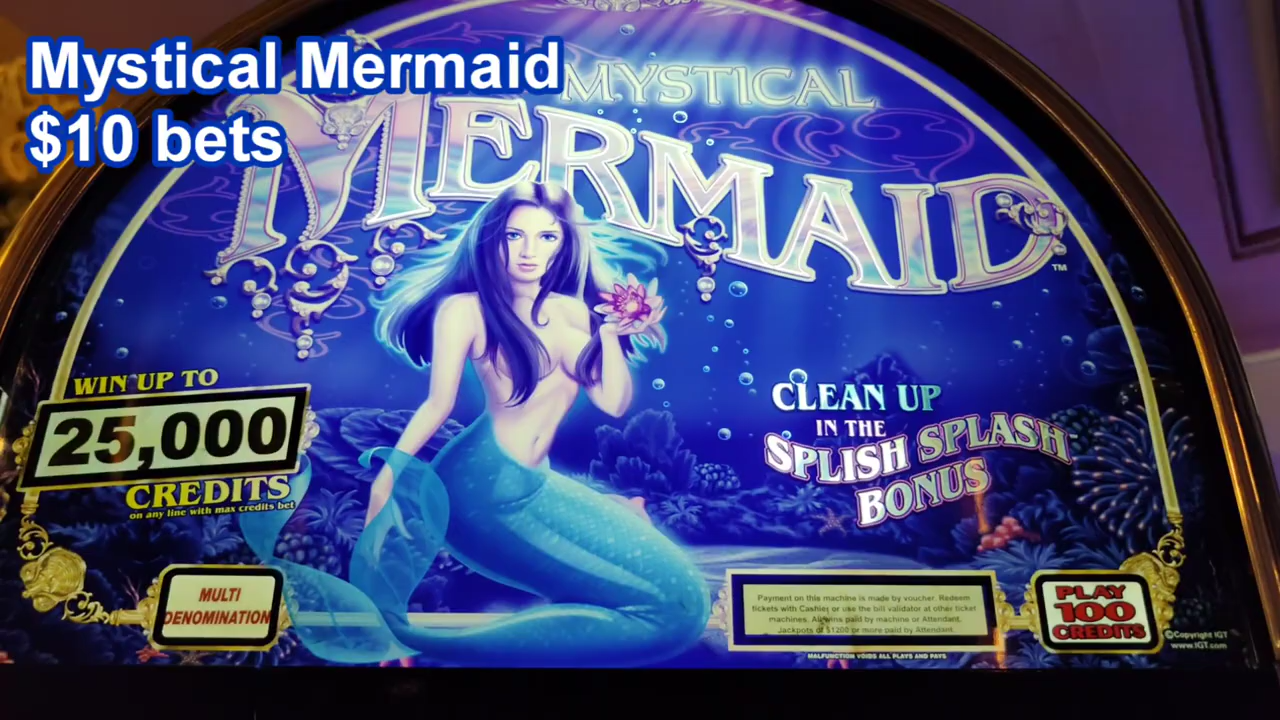 Mystical Mermaid
$10 bets
MYSTICAL
MERMAID
TM
WIN UP TO
25,000
CREDITS
on any line with max credits bet
CLEAN UP
IN THE
SPLISH SPLASH
BONUS
MULTI
DENOMINATION
Payment on this machine is made by voucher. Redeem
tickets with Cashier or use the bill validator at other ticket
machines. All wins paid by machine or Attendant.
Jackpots of $1200 or more paid by Attendant.
MALFUNCTION VOIDS ALL PLAYS AND PAYS
PLAY
100
CREDITS
©Copyright IGT
www.IGT.com